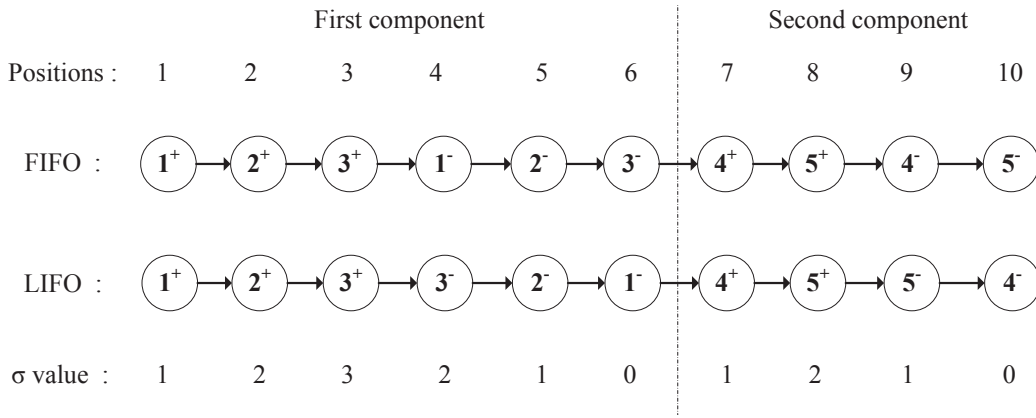 First component Second component
Positions : 1 2 3 4 5 6 7 8 9 10
FIFO : 1⁺ 2⁺ 3⁺ 1⁻ 2⁻ 3⁻ 4⁺ 5⁺ 4⁻ 5⁻
LIFO : 1⁺ 2⁺ 3⁺ 3⁻ 2⁻ 1⁻ 4⁺ 5⁺ 5⁻ 4⁻
σ value : 1 2 3 2 1 0 1 2 1 0